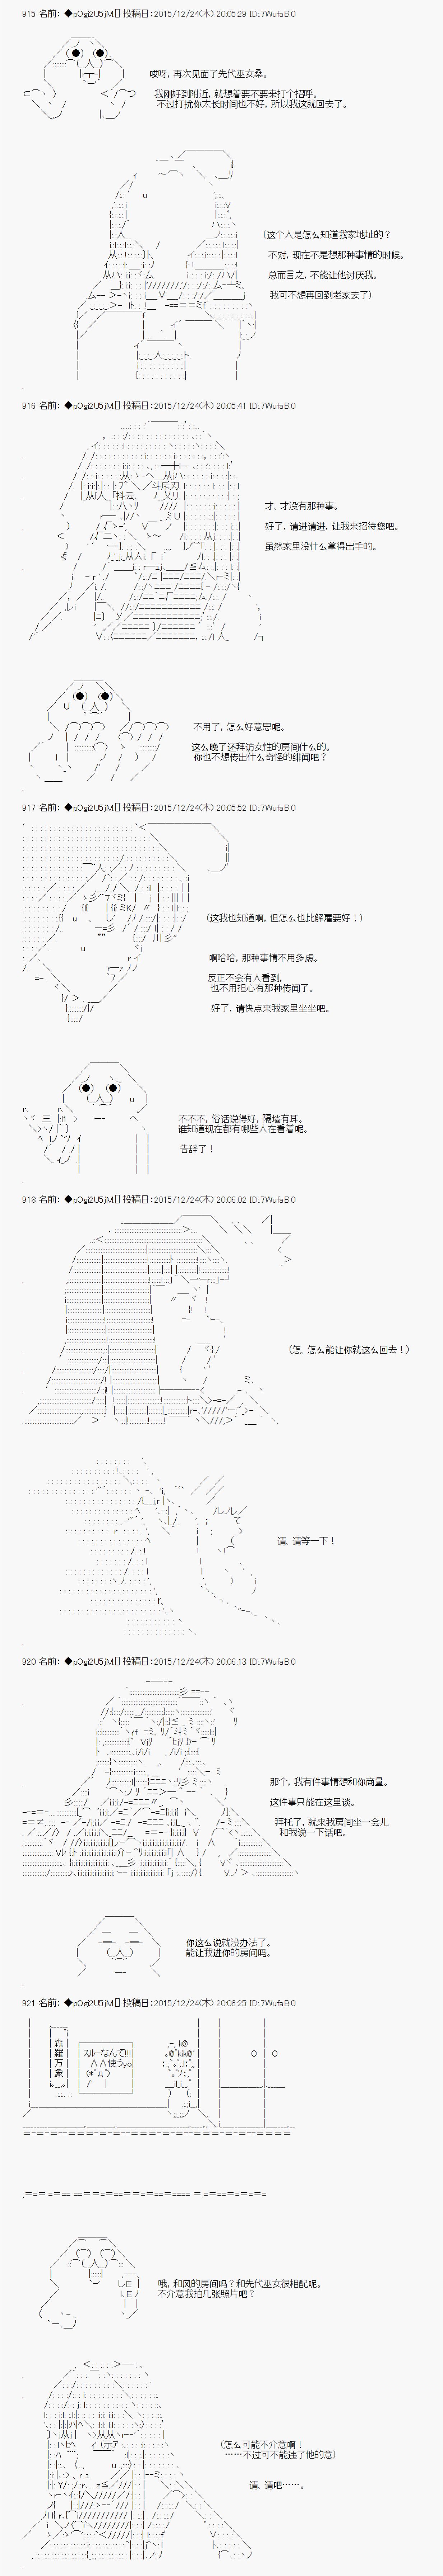 915 名前：◆pOgi2U5jM[] 投稿日：2015/12/24(木) 20:05:29 ID:7WufaB.0
哎呀，再次见面了先代巫女桑。
我刚好到附近，就想着要不要来打个招呼。
不过打扰你太长时间也不好，所以我这就回去了。
（这个人是怎么知道我家地址的？
不对，现在不是想那种事情的时候。
总而言之，不能让他讨厌我。
我可不想再回到老家去了）
916 名前：◆pOgi2U5jM[] 投稿日：2015/12/24(木) 20:05:41 ID:7WufaB.0
才、才没有那种事。
好了，请进请进，让我来招待您吧。
虽然家里没什么拿得出手的。
不用了，怎么好意思呢。
这么晚了还拜访女性的房间什么的。
你也不想传出什么奇怪的绯闻吧？
917 名前：◆pOgi2U5jM[] 投稿日：2015/12/24(木) 20:05:52 ID:7WufaB.0
（这我也知道啊，但怎么也比解雇要好！）
啊哈哈，那种事情不用多虑。
反正不会有人看到，
也不用担心有那种传闻了。
好了，请快点来我家里坐坐吧。
不不不，俗话说得好，隔墙有耳。
谁知道现在都有哪些人在看着呢。
告辞了！
918 名前：◆pOgi2U5jM[] 投稿日：2015/12/24(木) 20:06:02 ID:7WufaB.0
（怎、怎么能让你就这么回去！）
请、请等一下！
920 名前：◆pOgi2U5jM[] 投稿日：2015/12/24(木) 20:06:13 ID:7WufaB.0
那个，我有件事情想和你商量。
这件事只能在这里谈。
拜托了，就来我房间坐一会儿
和我说一下话吧。
你这么说就没办法了。
能让我进你的房间吗。
921 名前：◆pOgi2U5jM[] 投稿日：2015/12/24(木) 20:06:25 ID:7WufaB.0
森羅万象
ｽﾙｰなんて!!!
使うyo
哦，和风的房间吗？和先代巫女很相配呢。
不介意我拍几张照片吧？
（怎么可能不介意啊！
……不过可不能违了他的意）
请、请吧……。